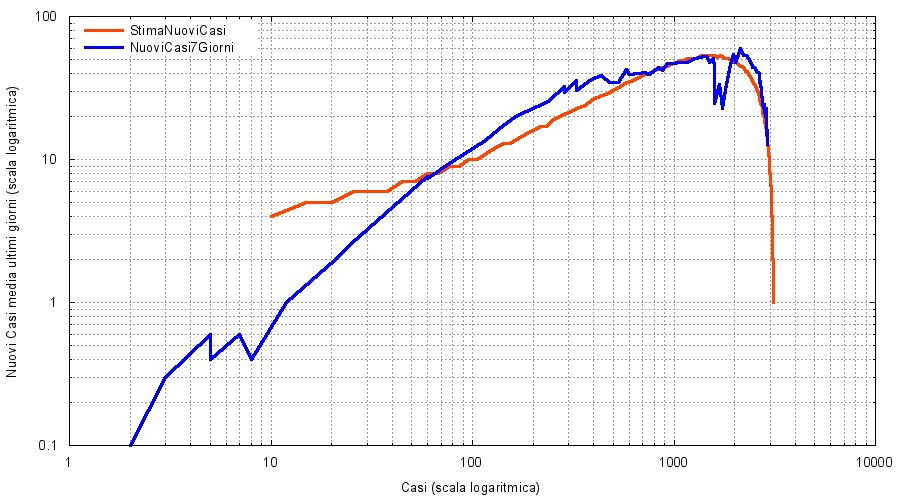 100
StimaNuoviCasi
NuoviCasi7Giorni
10
1
0.1
1
10
100
1000
10000
Nuovi Casi media ultimi giorni (scala logaritmica)
Casi (scala logaritmica)